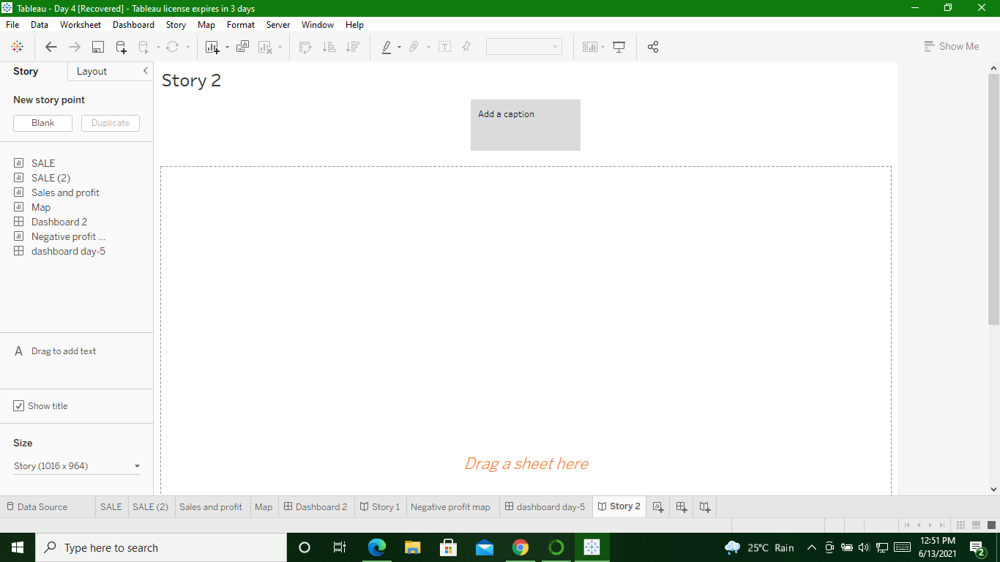 Tableau - Day 4 [Recovered] - Tableau license expires in 3 days
File Data Worksheet Dashboard Story Map Format Server Window Help
Show Me
Story Layout
New story point
Blank Duplicate
SALE
SALE (2)
Sales and profit
Map
Dashboard 2
Negative profit ...
dashboard day-5
A Drag to add text
Show title
Size
Story (1016 x 964)
Story 2
Add a caption
Drag a sheet here
Data Source SALE SALE (2) Sales and profit Map Dashboard 2 Story 1 Negative profit map dashboard day-5 Story 2
Type here to search
25°C Rain
12:51 PM
6/13/2021
2